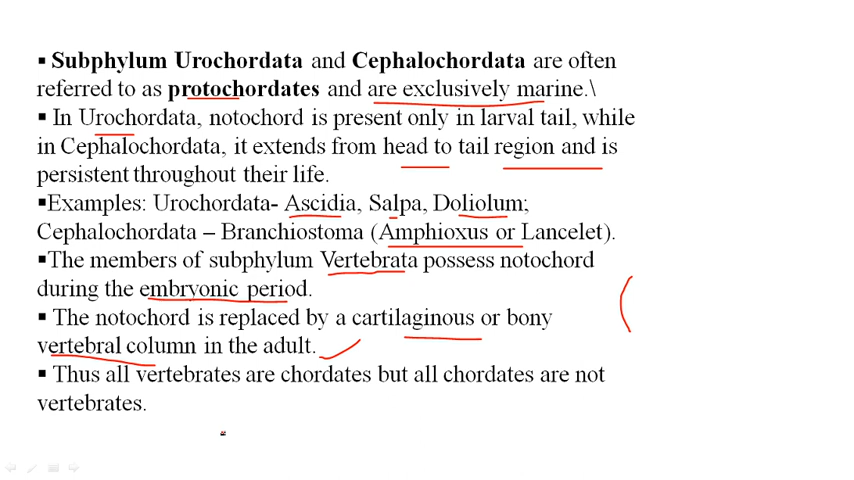 ▪ Subphylum Urochordata and Cephalochordata are often
referred to as protochordates and are exclusively marine.\
▪ In Urochordata, notochord is present only in larval tail, while
in Cephalochordata, it extends from head to tail region and is
persistent throughout their life.
▪Examples: Urochordata- Ascidia, Salpa, Doliolum;
Cephalochordata – Branchiostoma (Amphioxus or Lancelet).
▪The members of subphylum Vertebrata possess notochord
during the embryonic period.
▪ The notochord is replaced by a cartilaginous or bony
vertebral column in the adult.
▪ Thus all vertebrates are chordates but all chordates are not
vertebrates.